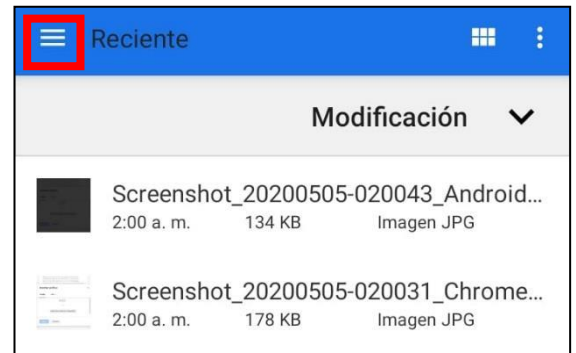 Reciente
Modificación
Screenshot_20200505-020043_Android...
2:00 a. m. 134 KB Imagen JPG
Screenshot_20200505-020031_Chrome...
2:00 a. m. 178 KB Imagen JPG